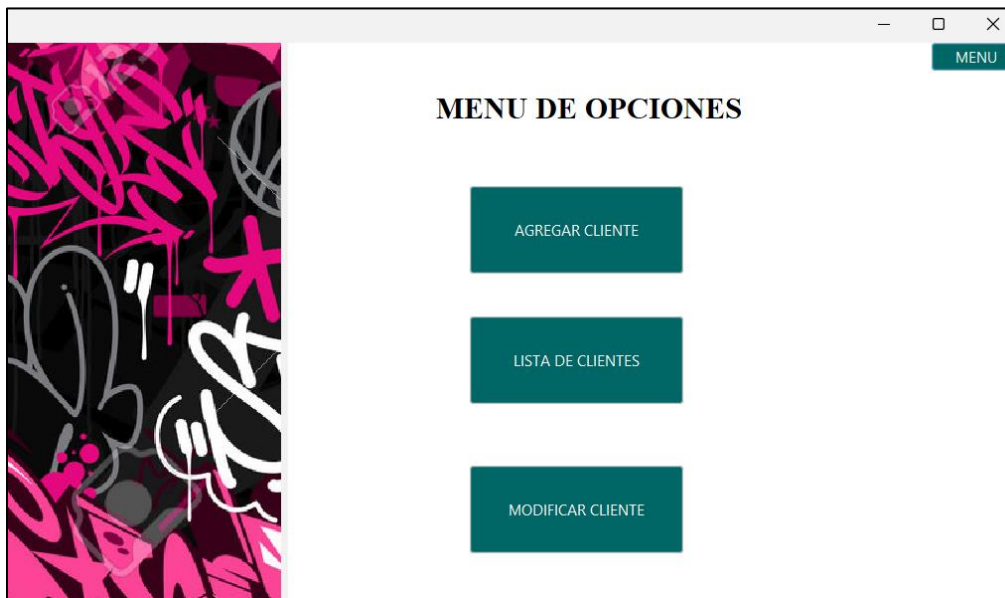 MENU
MENU DE OPCIONES
AGREGAR CLIENTE
LISTA DE CLIENTES
MODIFICAR CLIENTE